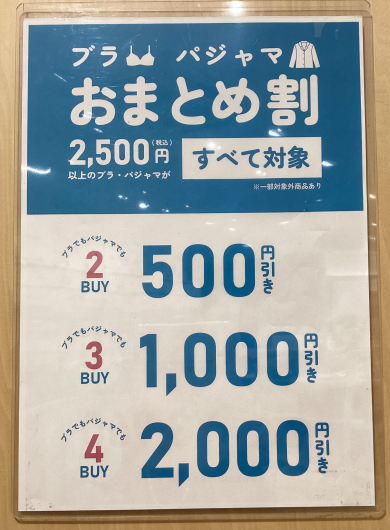 ブラ パジャマ
おまとめ割
2,500円(税込)
以上のブラ・パジャマが
すべて対象
※一部対象外商品あり
ブラでもパジャマでも
2
BUY
500円引き
ブラでもパジャマでも
3
BUY
1,000円引き
ブラでもパジャマでも
4
BUY
2,000円引き